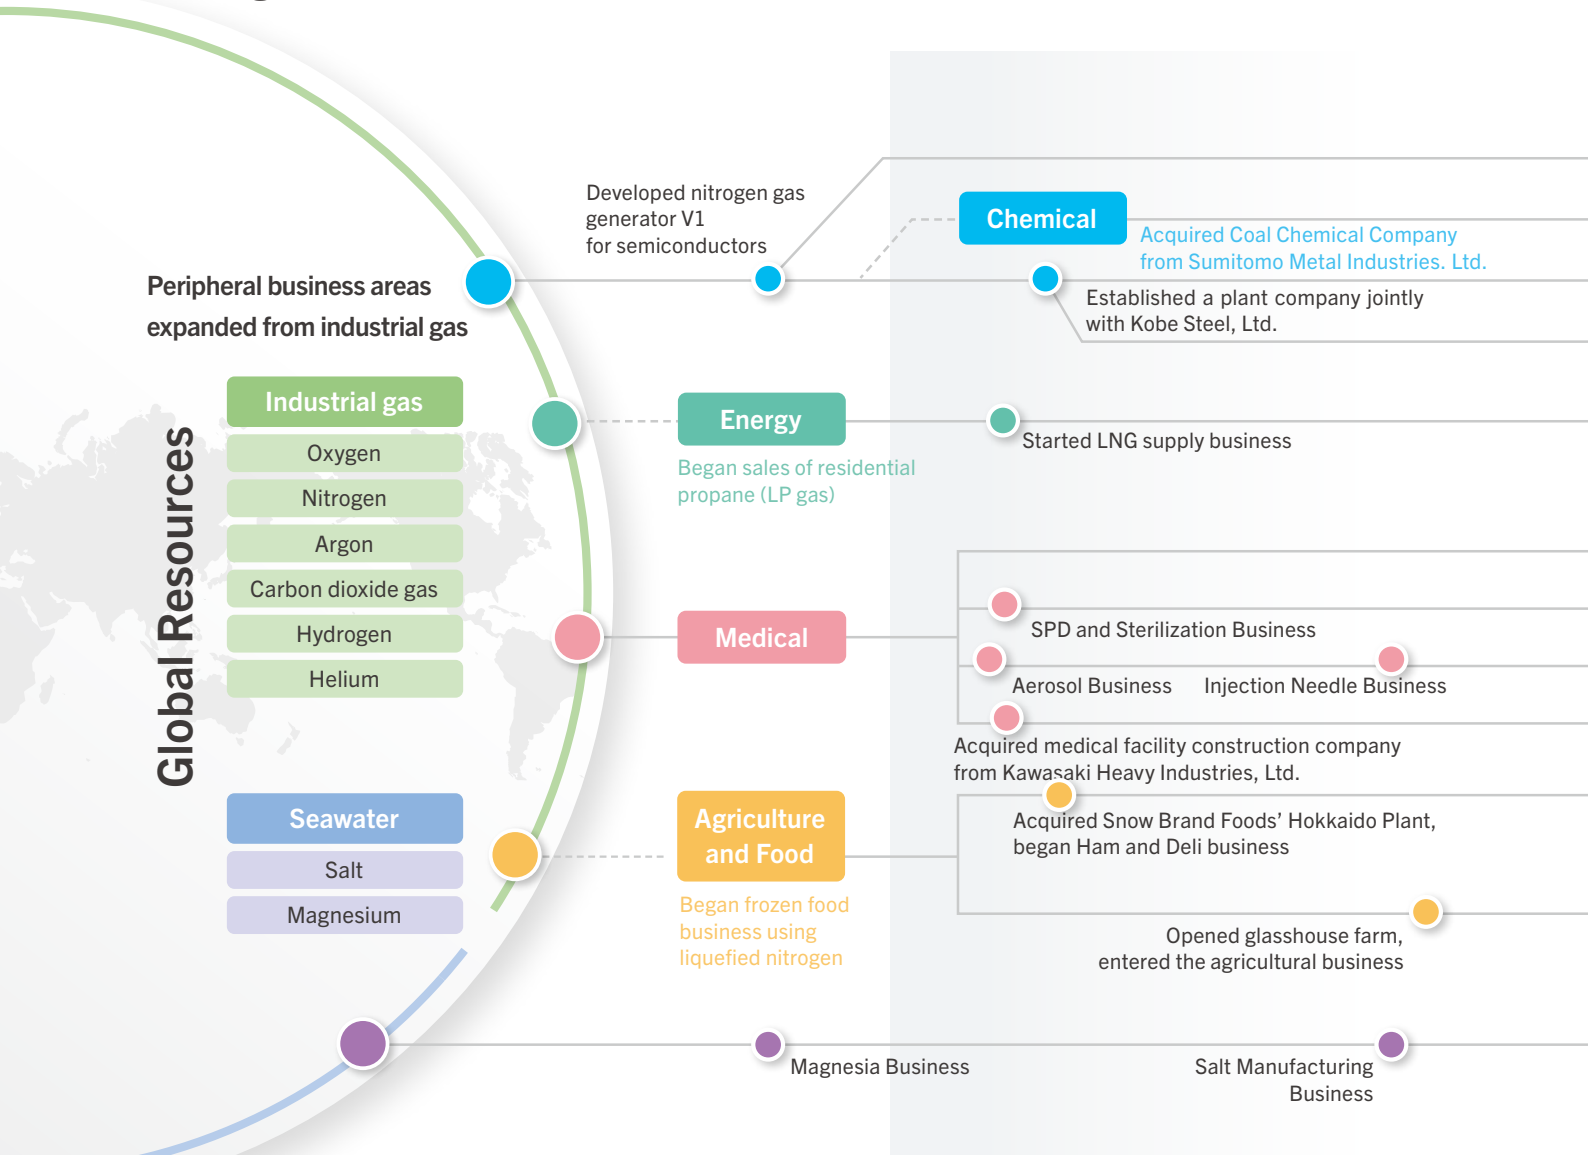 Developed nitrogen gas
generator V1
for semiconductors
Chemical
Acquired Coal Chemical Company
from Sumitomo Metal Industries. Ltd.
Established a plant company jointly
with Kobe Steel, Ltd.
Peripheral business areas
expanded from industrial gas
Global Resources
Industrial gas
Oxygen
Nitrogen
Argon
Carbon dioxide gas
Hydrogen
Helium
Seawater
Salt
Magnesium
Energy
Began sales of residential
propane (LP gas)
Started LNG supply business
Medical
SPD and Sterilization Business
Aerosol Business
Injection Needle Business
Acquired medical facility construction company
from Kawasaki Heavy Industries, Ltd.
Agriculture
and Food
Began frozen food
business using
liquefied nitrogen
Acquired Snow Brand Foods’ Hokkaido Plant,
began Ham and Deli business
Opened glasshouse farm,
entered the agricultural business
Magnesia Business
Salt Manufacturing
Business